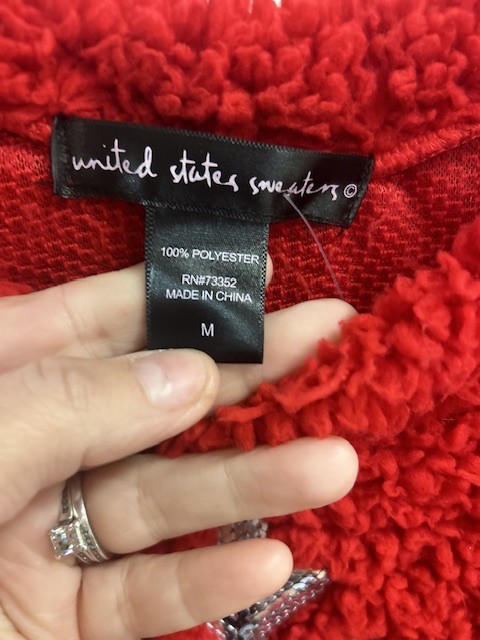 united states sweaters ©
100% POLYESTER
RN#73352
MADE IN CHINA
M